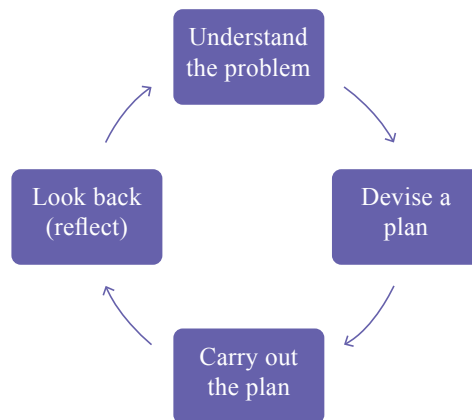 Understand
the problem
Devise a
plan
Carry out
the plan
Look back
(reflect)